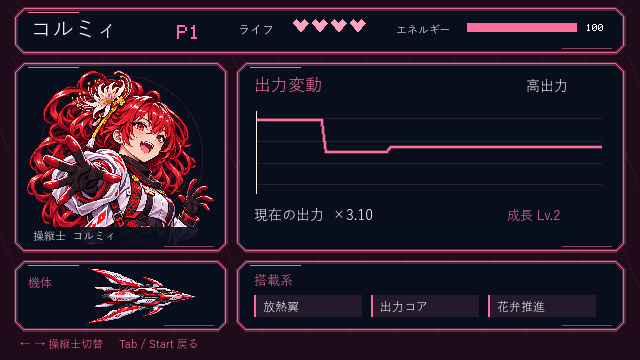 コルミィ P1 ライフ エネルギー 100
出力変動 高出力
現在の出力 ×3.10 成長 Lv.2
操縦士 コルミィ
機体
搭載系
放熱翼 出力コア 花弁推進
←→操縦士切替 Tab / Start 戻る